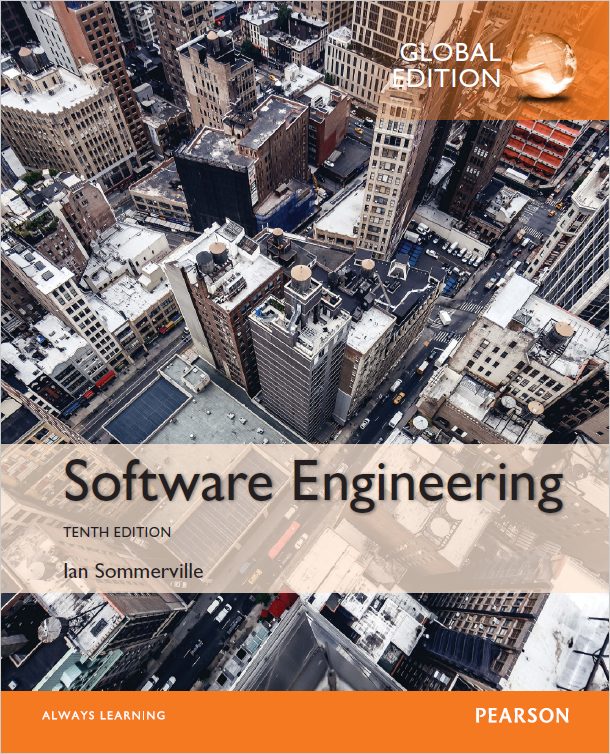 GLOBAL
EDITION
Software Engineering
TENTH EDITION
Ian Sommerville
ALWAYS LEARNING
PEARSON